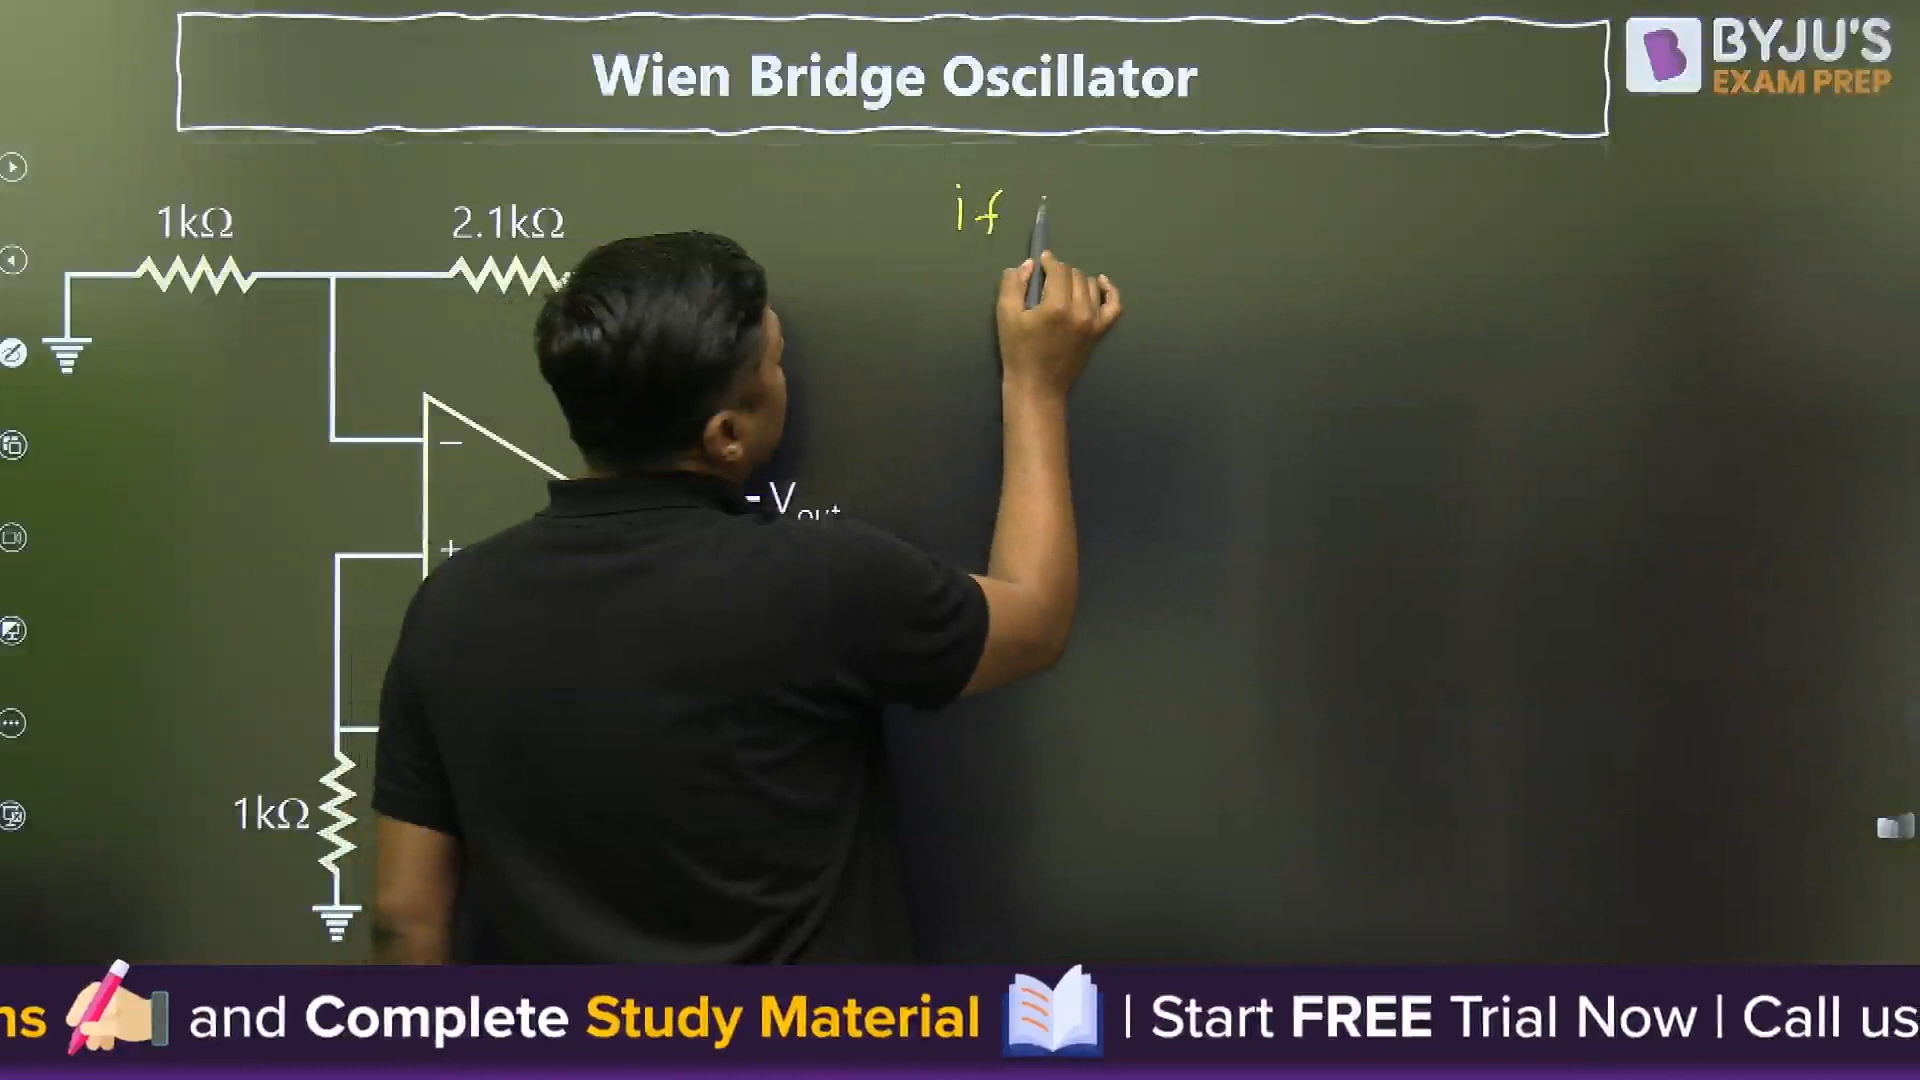 Wien Bridge Oscillator
BYJU'S
EXAM PREP
if
1kΩ
2.1kΩ
−
- V
out
+
1kΩ
ns and Complete Study Material | Start FREE Trial Now | Call us